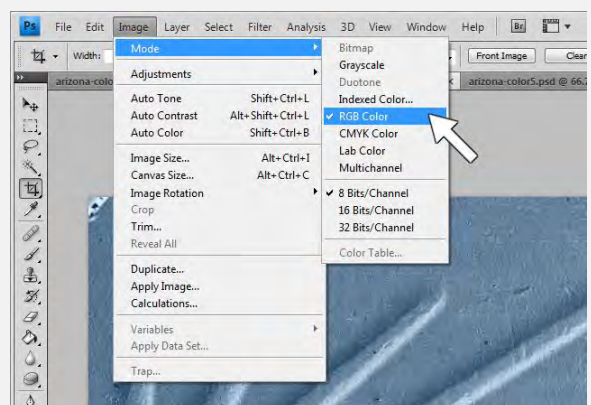 Ps File Edit Image Layer Select Filter Analysis 3D View Window Help Br
Width: Front Image Clear
arizona-colo arizona-color5.psd @ 66.7
Mode
Adjustments
Auto Tone Shift+Ctrl+L
Auto Contrast Alt+Shift+Ctrl+L
Auto Color Shift+Ctrl+B
Image Size... Alt+Ctrl+I
Canvas Size... Alt+Ctrl+C
Image Rotation
Crop
Trim...
Reveal All
Duplicate...
Apply Image...
Calculations...
Variables
Apply Data Set...
Trap...
Bitmap
Grayscale
Duotone
Indexed Color...
RGB Color
CMYK Color
Lab Color
Multichannel
8 Bits/Channel
16 Bits/Channel
32 Bits/Channel
Color Table...